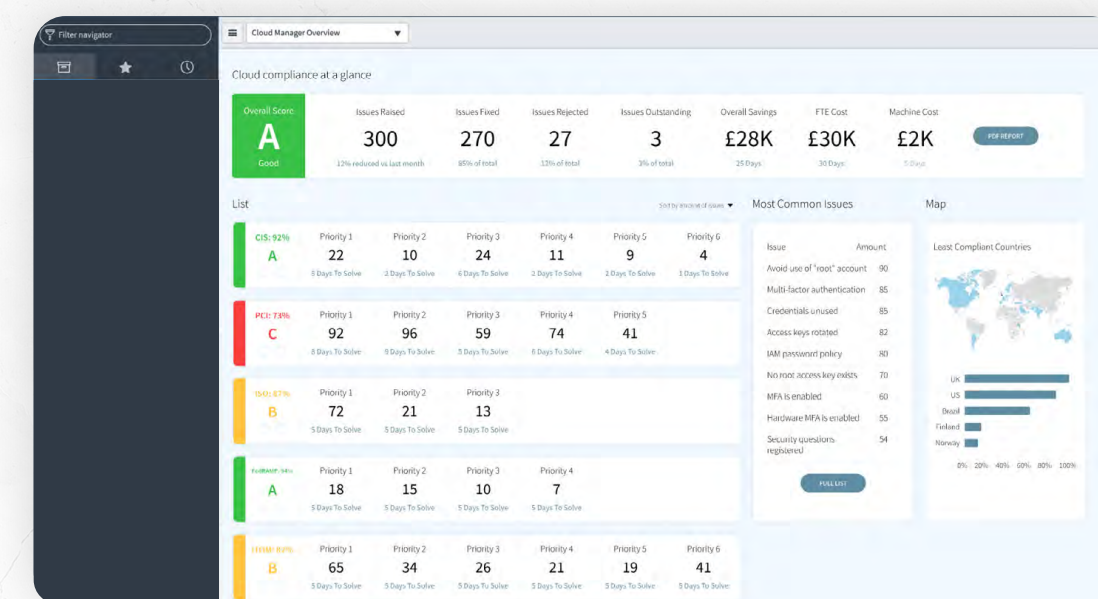 Filter navigator
Cloud Manager Overview
Cloud compliance at a glance
Overall Score
A
Good
Issues Raised
300
12% reduced vs last month
Issues Fixed
270
85% of total
Issues Rejected
27
12% of total
Issues Outstanding
3
3% of total
Overall Savings
£28K
25 Days
FTE Cost
£30K
30 Days
Machine Cost
£2K
5 Days
PDF REPORT
List
Sort by amount of issues
CIS: 92%
A
Priority 1
22
Days To Solve
Priority 2
10
2 Days To Solve
Priority 3
24
6 Days To Solve
Priority 4
11
2 Days To Solve
Priority 5
9
2 Days To Solve
Priority 6
4
1 Days To Solve
PCI: 73%
C
Priority 1
92
Days To Solve
Priority 2
96
Days To Solve
Priority 3
59
Days To Solve
Priority 4
74
6 Days To Solve
Priority 5
41
4 Days To Solve
ISO: 87%
B
Priority 1
72
5 Days To Solve
Priority 2
21
5 Days To Solve
Priority 3
13
5 Days To Solve
A
Priority 1
18
5 Days To Solve
Priority 2
15
5 Days To Solve
Priority 3
10
5 Days To Solve
Priority 4
7
5 Days To Solve
B
Priority 1
65
5 Days To Solve
Priority 2
34
5 Days To Solve
Priority 3
26
5 Days To Solve
Priority 4
21
5 Days To Solve
Priority 5
19
5 Days To Solve
Priority 6
41
5 Days To Solve
Most Common Issues
Issue Amount
Avoid use of "root" account 90
Multi-factor authentication 85
Credentials unused 85
Access keys rotated 82
IAM password policy 80
No root access key exists 70
MFA is enabled 60
Hardware MFA is enabled 55
Security questions 54
registered
FULL LIST
Map
Least Compliant Countries
UK
US
Brazil
Finland
Norway
0% 20% 40% 60% 80% 100%